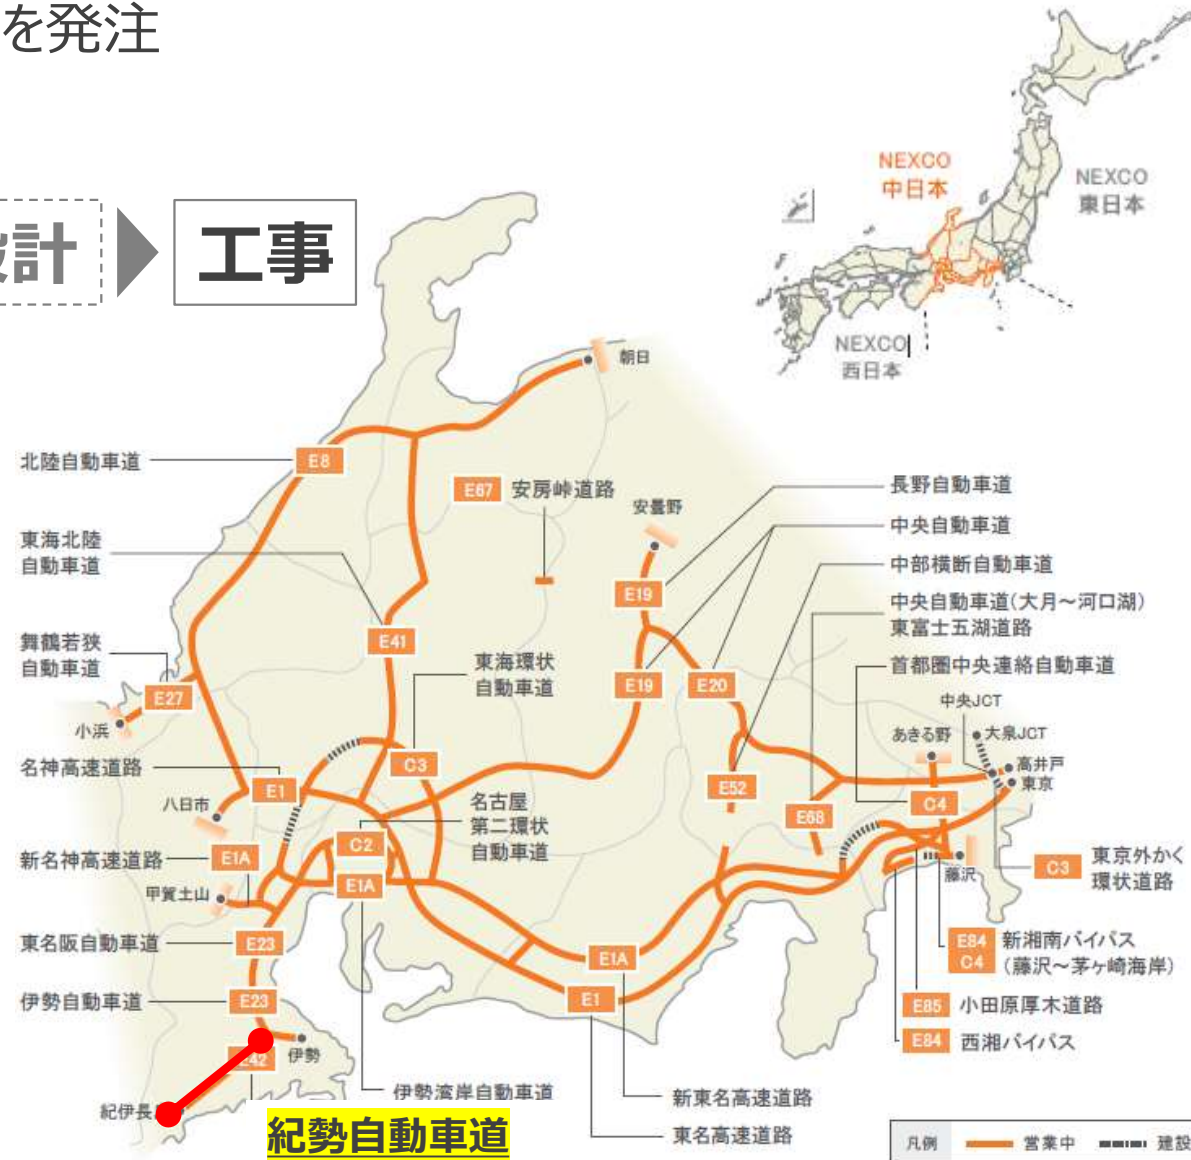 を発注
計
工事
NEXCO
中日本
NEXCO
東日本
NEXCO
西日本
朝日
北陸自動車道
E8
E67
安房峠道路
安曇野
長野自動車道
中央自動車道
東海北陸
自動車道
中部横断自動車道
E19
中央自動車道(大月～河口湖)
東富士五湖道路
舞鶴若狭
自動車道
E41
東海環状
自動車道
首都圏中央連絡自動車道
E27
E19
E20
中央JCT
小浜
あきる野
大泉JCT
名神高速道路
C3
高井戸
東京
E1
E52
八日市
名古屋
第二環状
自動車道
C4
E68
C2
新名神高速道路
E1A
E1A
藤沢
C3
東京外かく
環状道路
甲賀土山
東名阪自動車道
E23
E84
C4
新湘南バイパス
(藤沢～茅ヶ崎海岸)
E1A
伊勢自動車道
E23
E1
E85
小田原厚木道路
E84
西湘バイパス
伊勢
E42
伊勢湾岸自動車道
新東名高速道路
紀伊長
紀勢自動車道
東名高速道路
凡例
営業中
建設